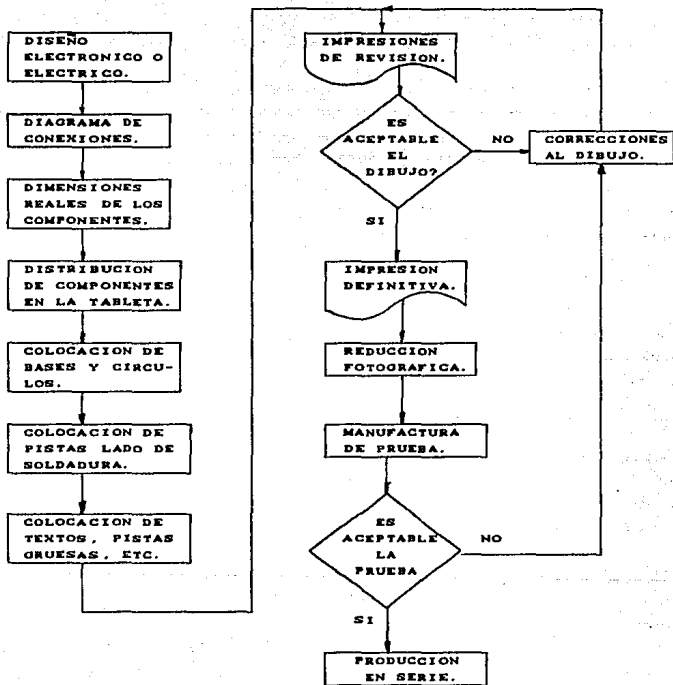 DISEÑO
ELECTRONICO O
ELECTRICO.
DIAGRAMA DE
CONEXIONES.
DIMENSIONES
REALES DE LOS
COMPONENTES.
DISTRIBUCION
DE COMPONENTES
EN LA TABLETA.
COLOCACION DE
BASES Y CIRCU-
LOS.
COLOCACION DE
PISTAS LADO DE
SOLDADURA.
COLOCACION DE
TEXTOS, PISTAS
GRUESAS, ETC.
IMPRESIONES
DE REVISION.
ES
ACEPTABLE
EL
DIBUJO?
NO
CORRECCIONES
AL DIBUJO.
SI
IMPRESION
DEFINITIVA.
REDUCCION
FOTOGRAFICA.
MANUFACTURA
DE PRUEBA.
ES
ACEPTABLE
LA
PRUEBA
NO
SI
PRODUCCION
EN SERIE.